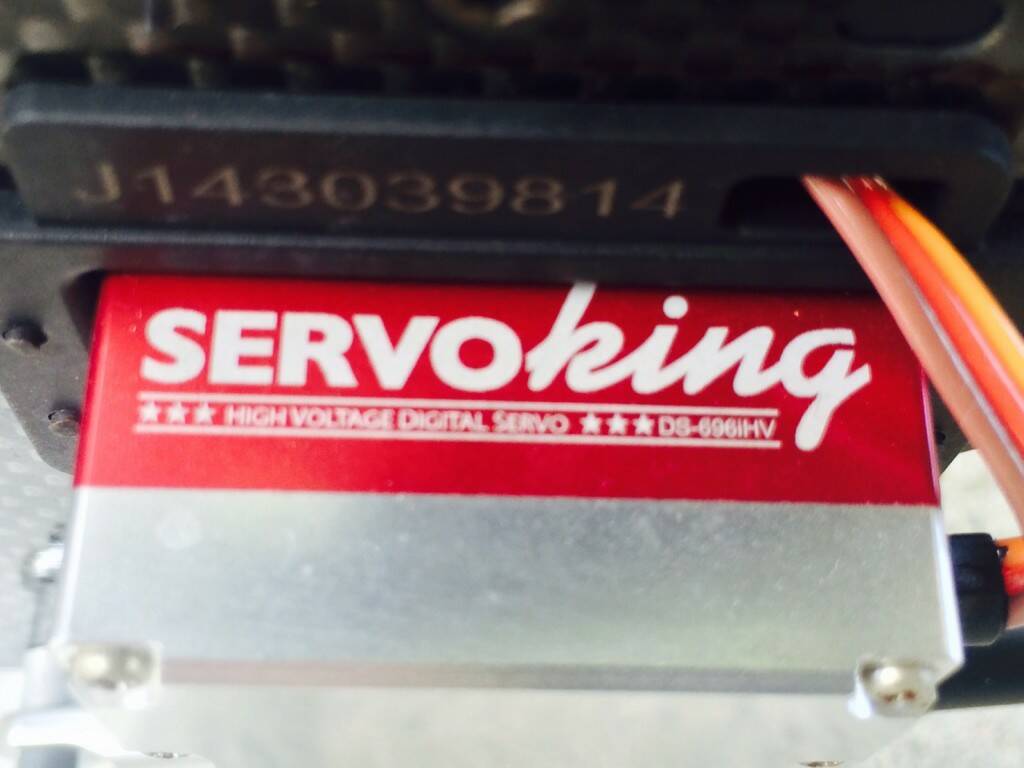 J143039814
SERVOking
★★★ HIGH VOLTAGE DIGITAL SERVO ★★★ DS-696iHV